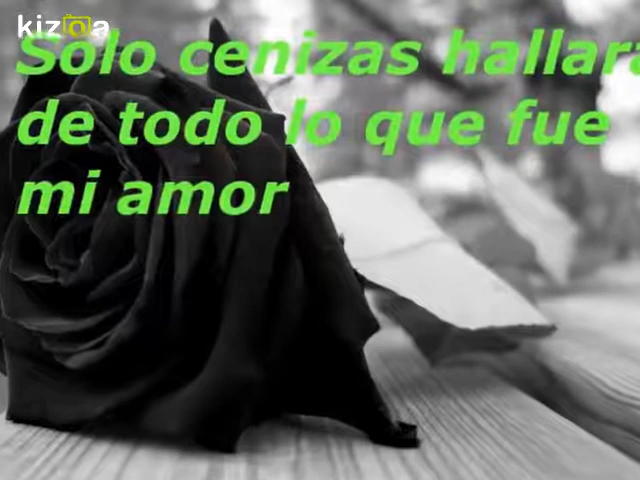 kizoa
Solo cenizas hallara
de todo lo que fue
mi amor